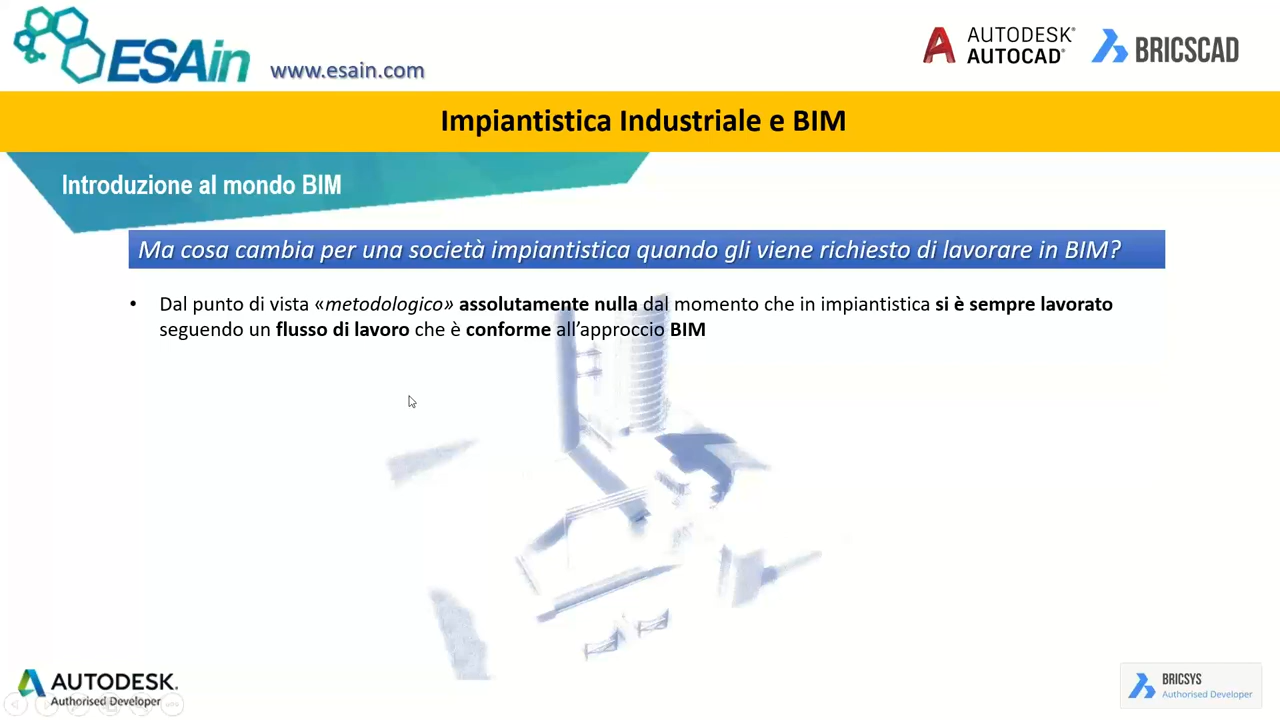 ESAin
www.esain.com
AUTODESK®
AUTOCAD®
BRICSCAD
Impiantistica Industriale e BIM
Introduzione al mondo BIM
Ma cosa cambia per una società impiantistica quando gli viene richiesto di lavorare in BIM?
• Dal punto di vista «metodologico» assolutamente nulla dal momento che in impiantistica si è sempre lavorato
seguendo un flusso di lavoro che è conforme all’approccio BIM
AUTODESK.
Authorised Developer
BRICSYS
Authorised Developer